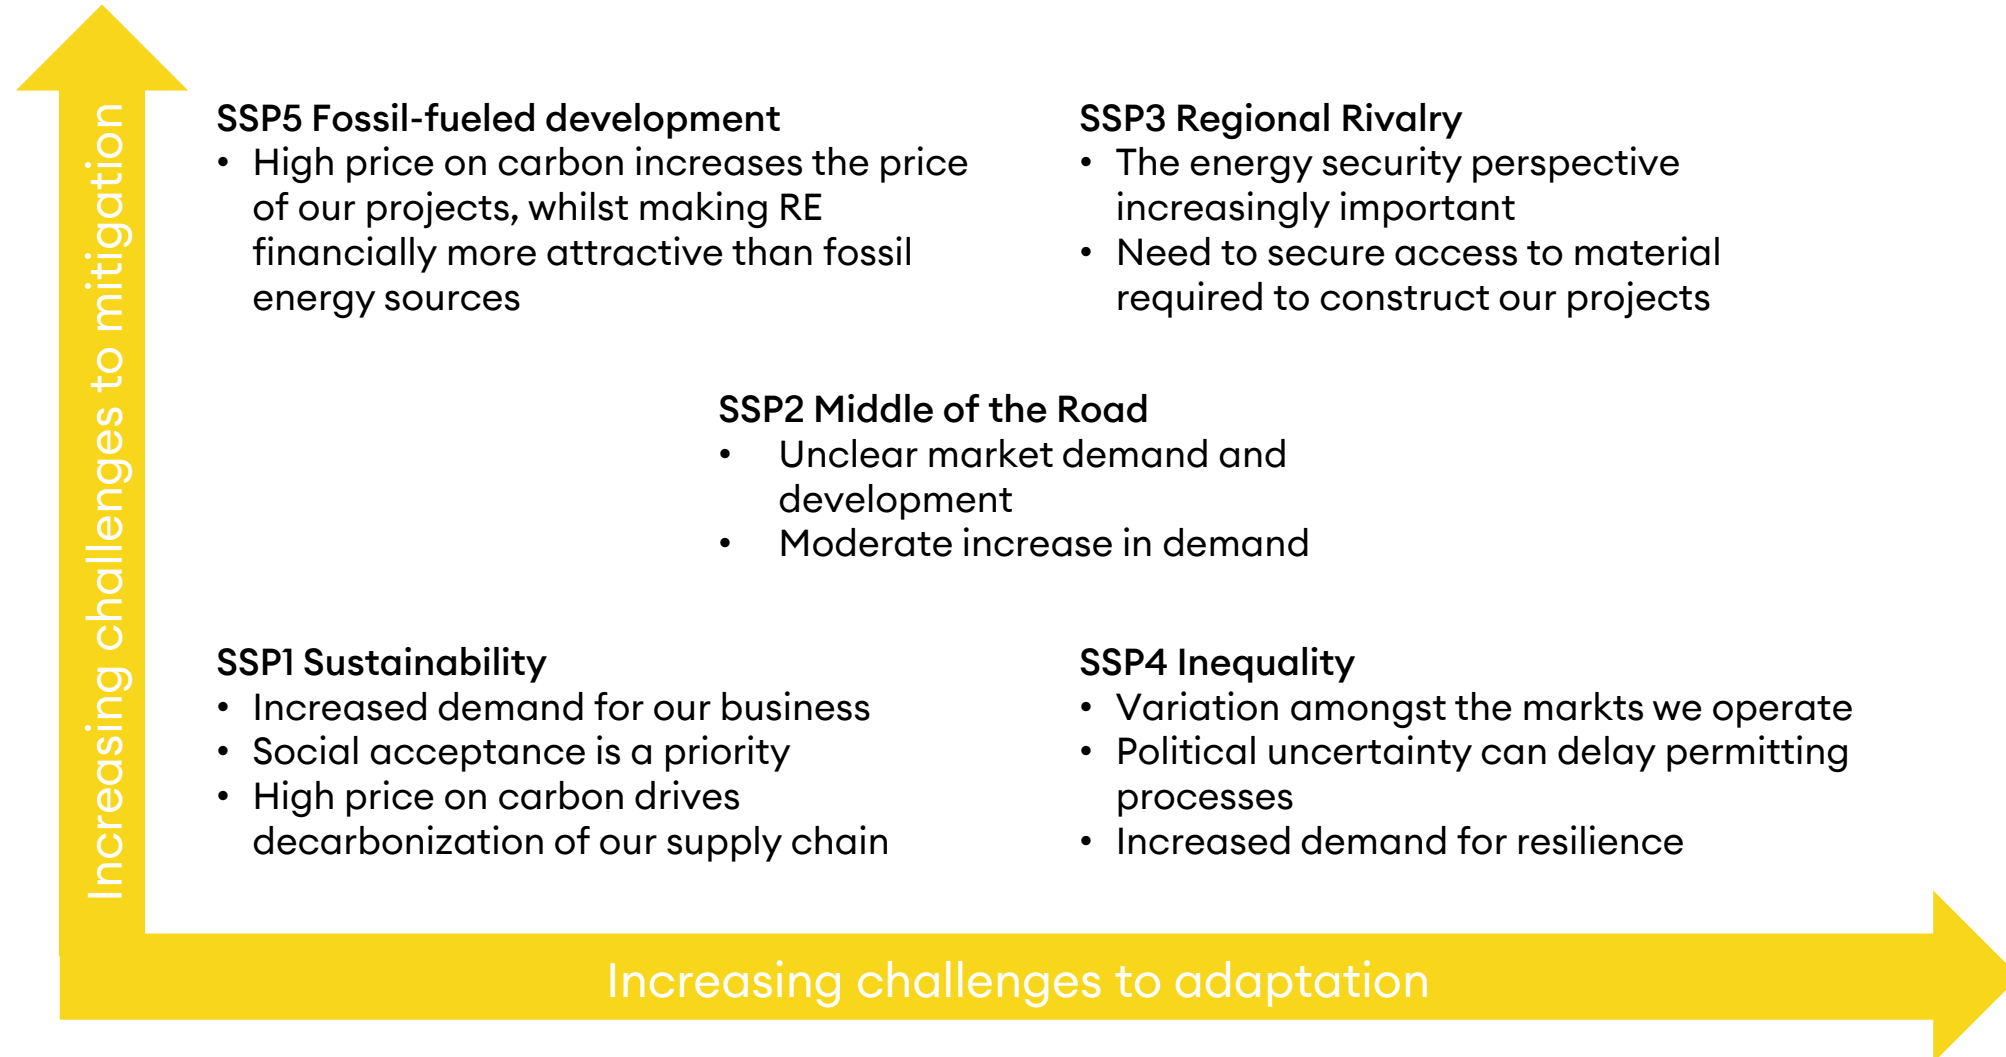 Increasing challenges to mitigation
SSP5 Fossil-fueled development
• High price on carbon increases the price
of our projects, whilst making RE
financially more attractive than fossil
energy sources
SSP3 Regional Rivalry
• The energy security perspective
increasingly important
• Need to secure access to material
required to construct our projects
SSP2 Middle of the Road
• Unclear market demand and
development
• Moderate increase in demand
SSP1 Sustainability
• Increased demand for our business
• Social acceptance is a priority
• High price on carbon drives
decarbonization of our supply chain
SSP4 Inequality
• Variation amongst the markts we operate
• Political uncertainty can delay permitting
processes
• Increased demand for resilience
Increasing challenges to adaptation